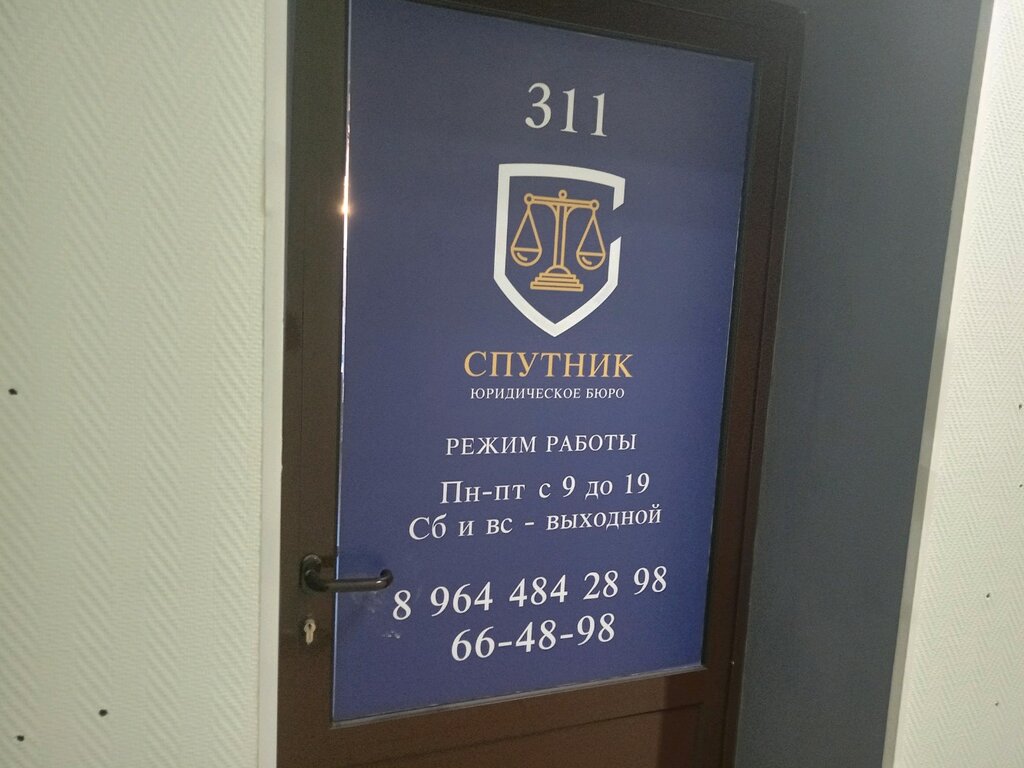 311
СПУТНИК
ЮРИДИЧЕСКОЕ БЮРО
РЕЖИМ РАБОТЫ
Пн-пт с 9 до 19
Сб и вс - выходной
8 964 484 28 98
66-48-98